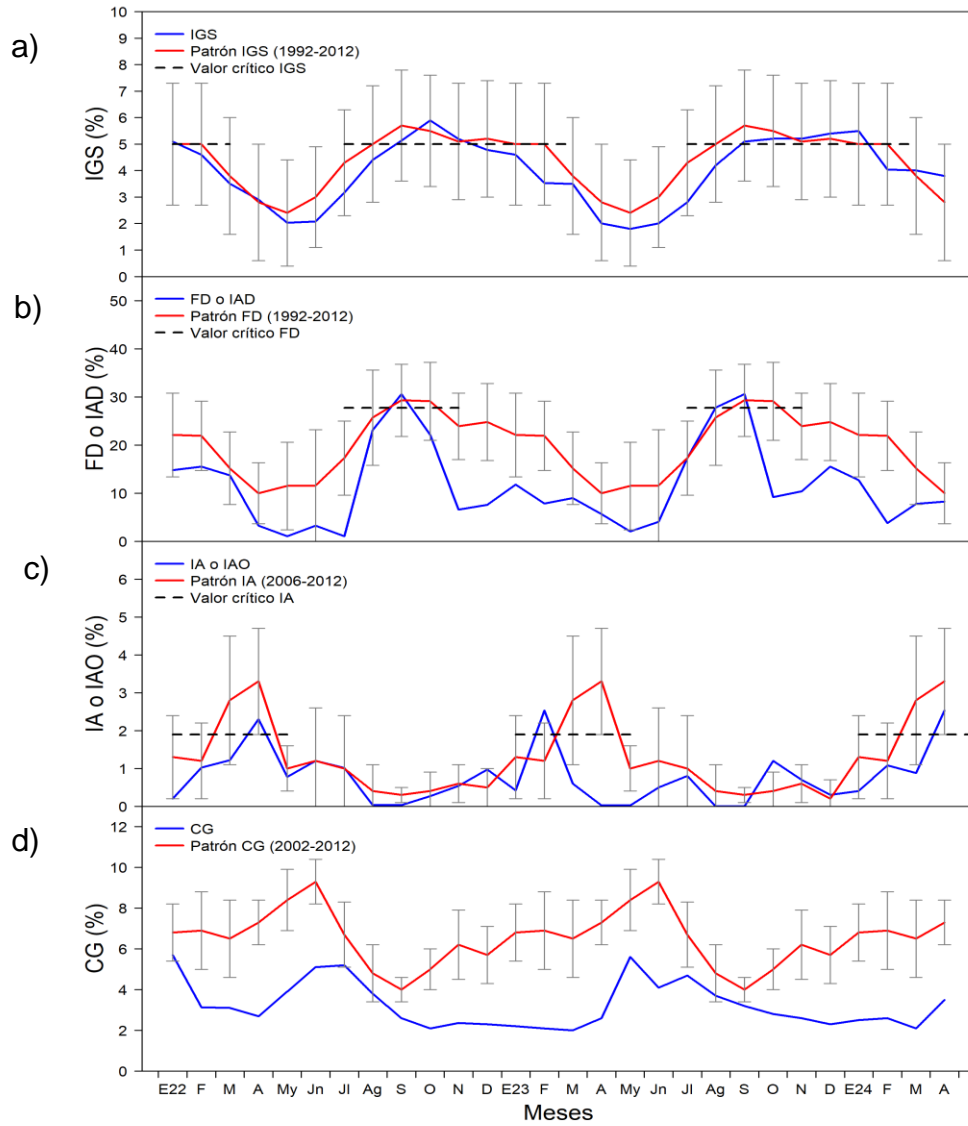 a)
IGS (%)
10
9
8
7
6
5
4
3
2
1
0
IGS
Patrón IGS (1992-2012)
Valor crítico IGS
b)
FD o IAD (%)
50
40
30
20
10
0
FD o IAD
Patrón FD (1992-2012)
Valor crítico FD
c)
IA o IAO (%)
6
5
4
3
2
1
0
IA o IAO
Patrón IA (2006-2012)
Valor crítico IA
d)
CG (%)
12
10
8
6
4
2
0
CG
Patrón CG (2002-2012)
E22 F M A My Jn Jl Ag S O N D E23 F M A My Jn Jl Ag S O N D E24 F M A
Meses